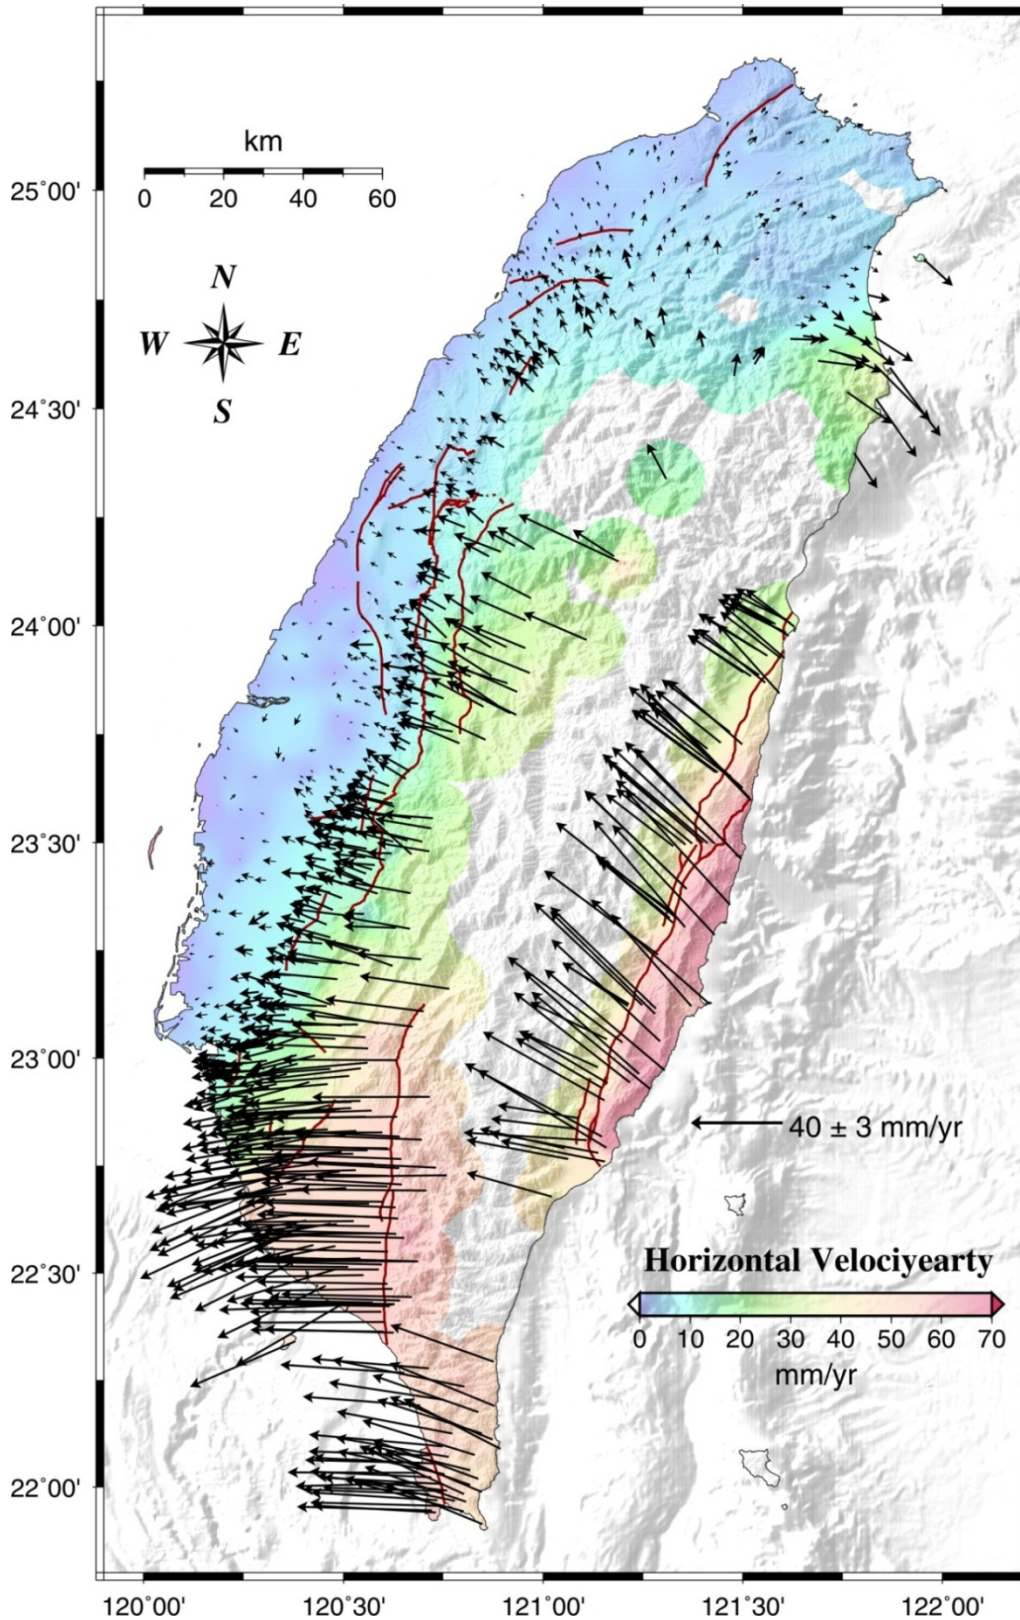 km
0 20 40 60
25°00'
N
W E
S
24°30'
24°00'
23°30'
23°00'
40 ± 3 mm/yr
22°30'
Horizontal Velociyearty
0 10 20 30 40 50 60 70
mm/yr
22°00'
120°00' 120°30' 121°00' 121°30' 122°00'